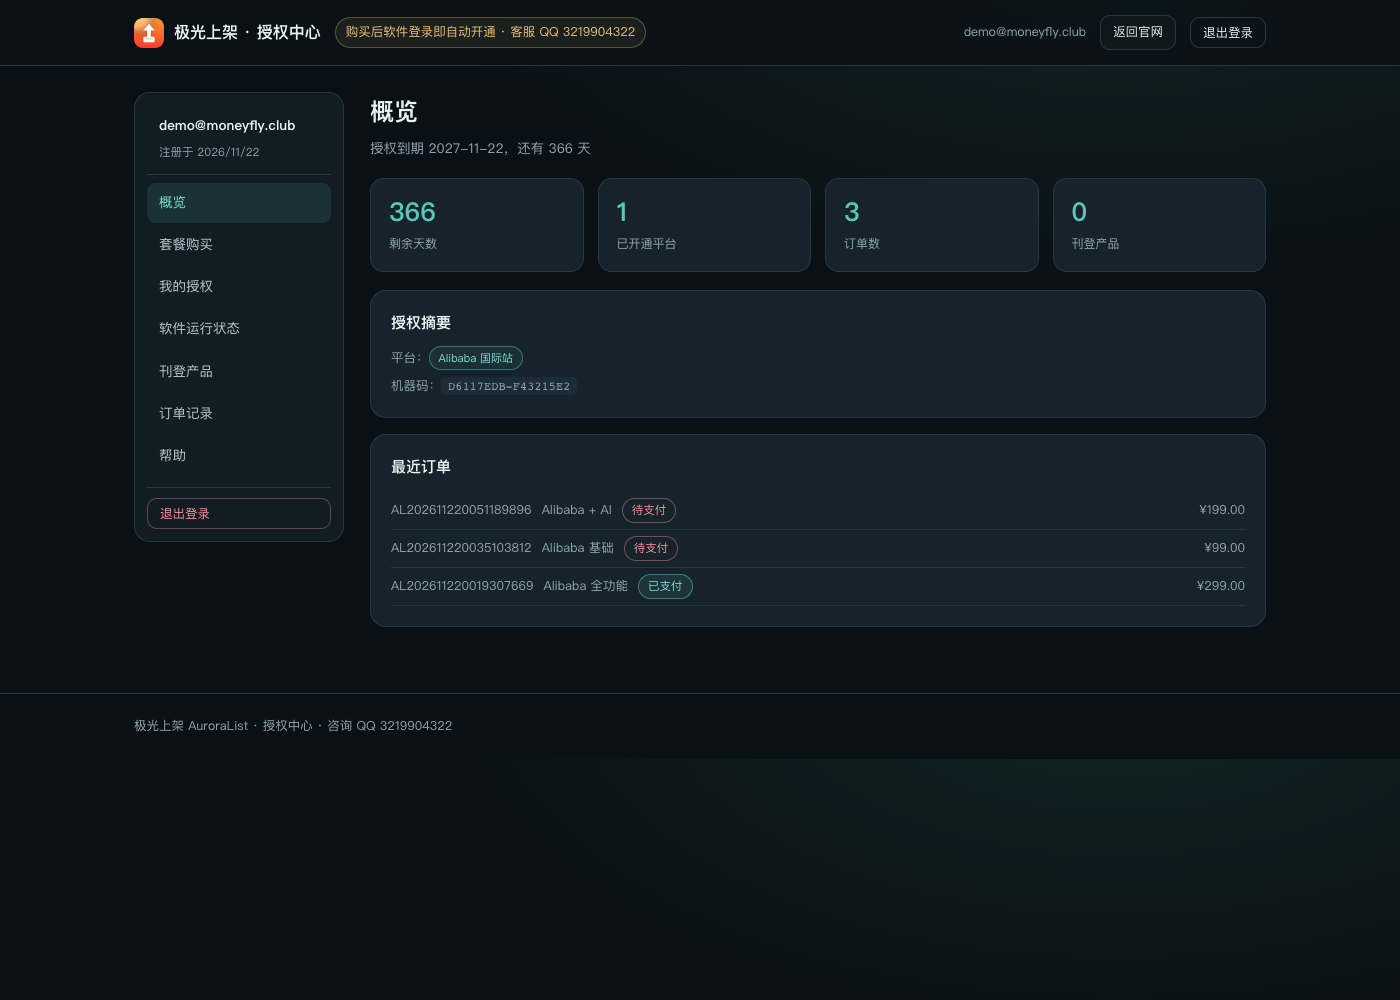 极光上架 · 授权中心
购买后软件登录即自动开通 · 客服 QQ 3219904322
demo@moneyfly.club
返回官网
退出登录
demo@moneyfly.club
注册于 2026/11/22
概览
套餐购买
我的授权
软件运行状态
刊登产品
订单记录
帮助
退出登录
概览
授权到期 2027-11-22，还有 366 天
366
剩余天数
1
已开通平台
3
订单数
0
刊登产品
授权摘要
平台： Alibaba 国际站
机器码： D6117EDB-F43215E2
最近订单
AL202611220051189896 Alibaba + AI 待支付 ¥199.00
AL202611220035103812 Alibaba 基础 待支付 ¥99.00
AL202611220019307669 Alibaba 全功能 已支付 ¥299.00
极光上架 AuroraList · 授权中心 · 咨询 QQ 3219904322